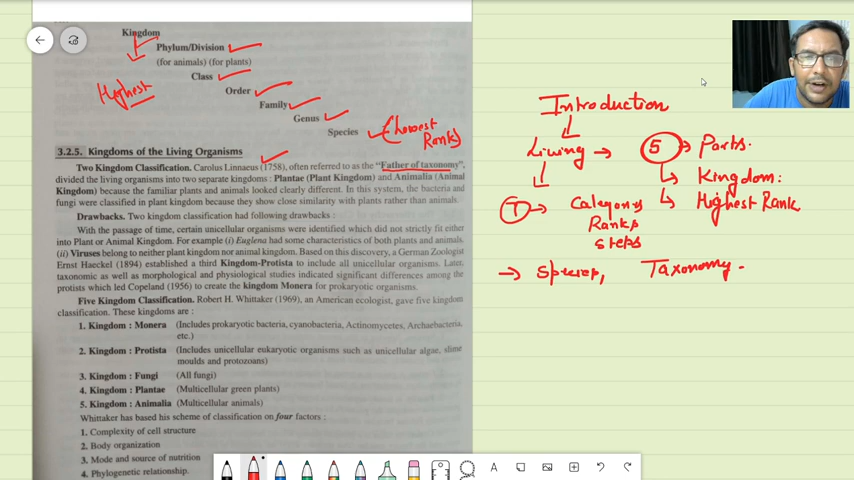 Kingdom
Phylum/Division
(for animals) (for plants)
Class
Highest
Order
Family
Genus
Species
(Lowest
Rank)
3.2.5. Kingdoms of the Living Organisms
Two Kingdom Classification. Carolus Linnaeus (1758), often referred to as the "Father of taxonomy",
divided the living organisms into two separate kingdoms : Plantae (Plant Kingdom) and Animalia (Animal
Kingdom) because the familiar plants and animals looked clearly different. In this system, the bacteria and
fungi were classified in plant kingdom because they show close similarity with plants rather than animals.
Drawbacks. Two kingdom classification had following drawbacks :
With the passage of time, certain unicellular organisms were identified which did not strictly fit either
into Plant or Animal Kingdom. For example (i) Euglena had some characteristics of both plants and animals.
(ii) Viruses belong to neither plant kingdom nor animal kingdom. Based on this discovery, a German Zoologist
Ernst Haeckel (1894) established a third Kingdom-Protista to include all unicellular organisms. Later,
taxonomic as well as morphological and physiological studies indicated significant differences among the
protists which led Copeland (1956) to create the kingdom Monera for prokaryotic organisms.
Five Kingdom Classification. Robert H. Whittaker (1969), an American ecologist, gave five kingdom
classification. These kingdoms are :
1. Kingdom : Monera (Includes prokaryotic bacteria, cyanobacteria, Actinomycetes, Archaebacteria,
etc.)
2. Kingdom : Protista (Includes unicellular eukaryotic organisms such as unicellular algae, slime
moulds and protozoans)
3. Kingdom : Fungi (All fungi)
4. Kingdom : Plantae (Multicellular green plants)
5. Kingdom : Animalia (Multicellular animals)
Whittaker has based his scheme of classification on four factors :
1. Complexity of cell structure
2. Body organization
3. Mode and source of nutrition
4. Phylogenetic relationship.
Introduction
Living → 5 → Parts.
Kingdom:
7 → Category Highest Rank
Ranks
steps
→ Species, Taxonomy.
A